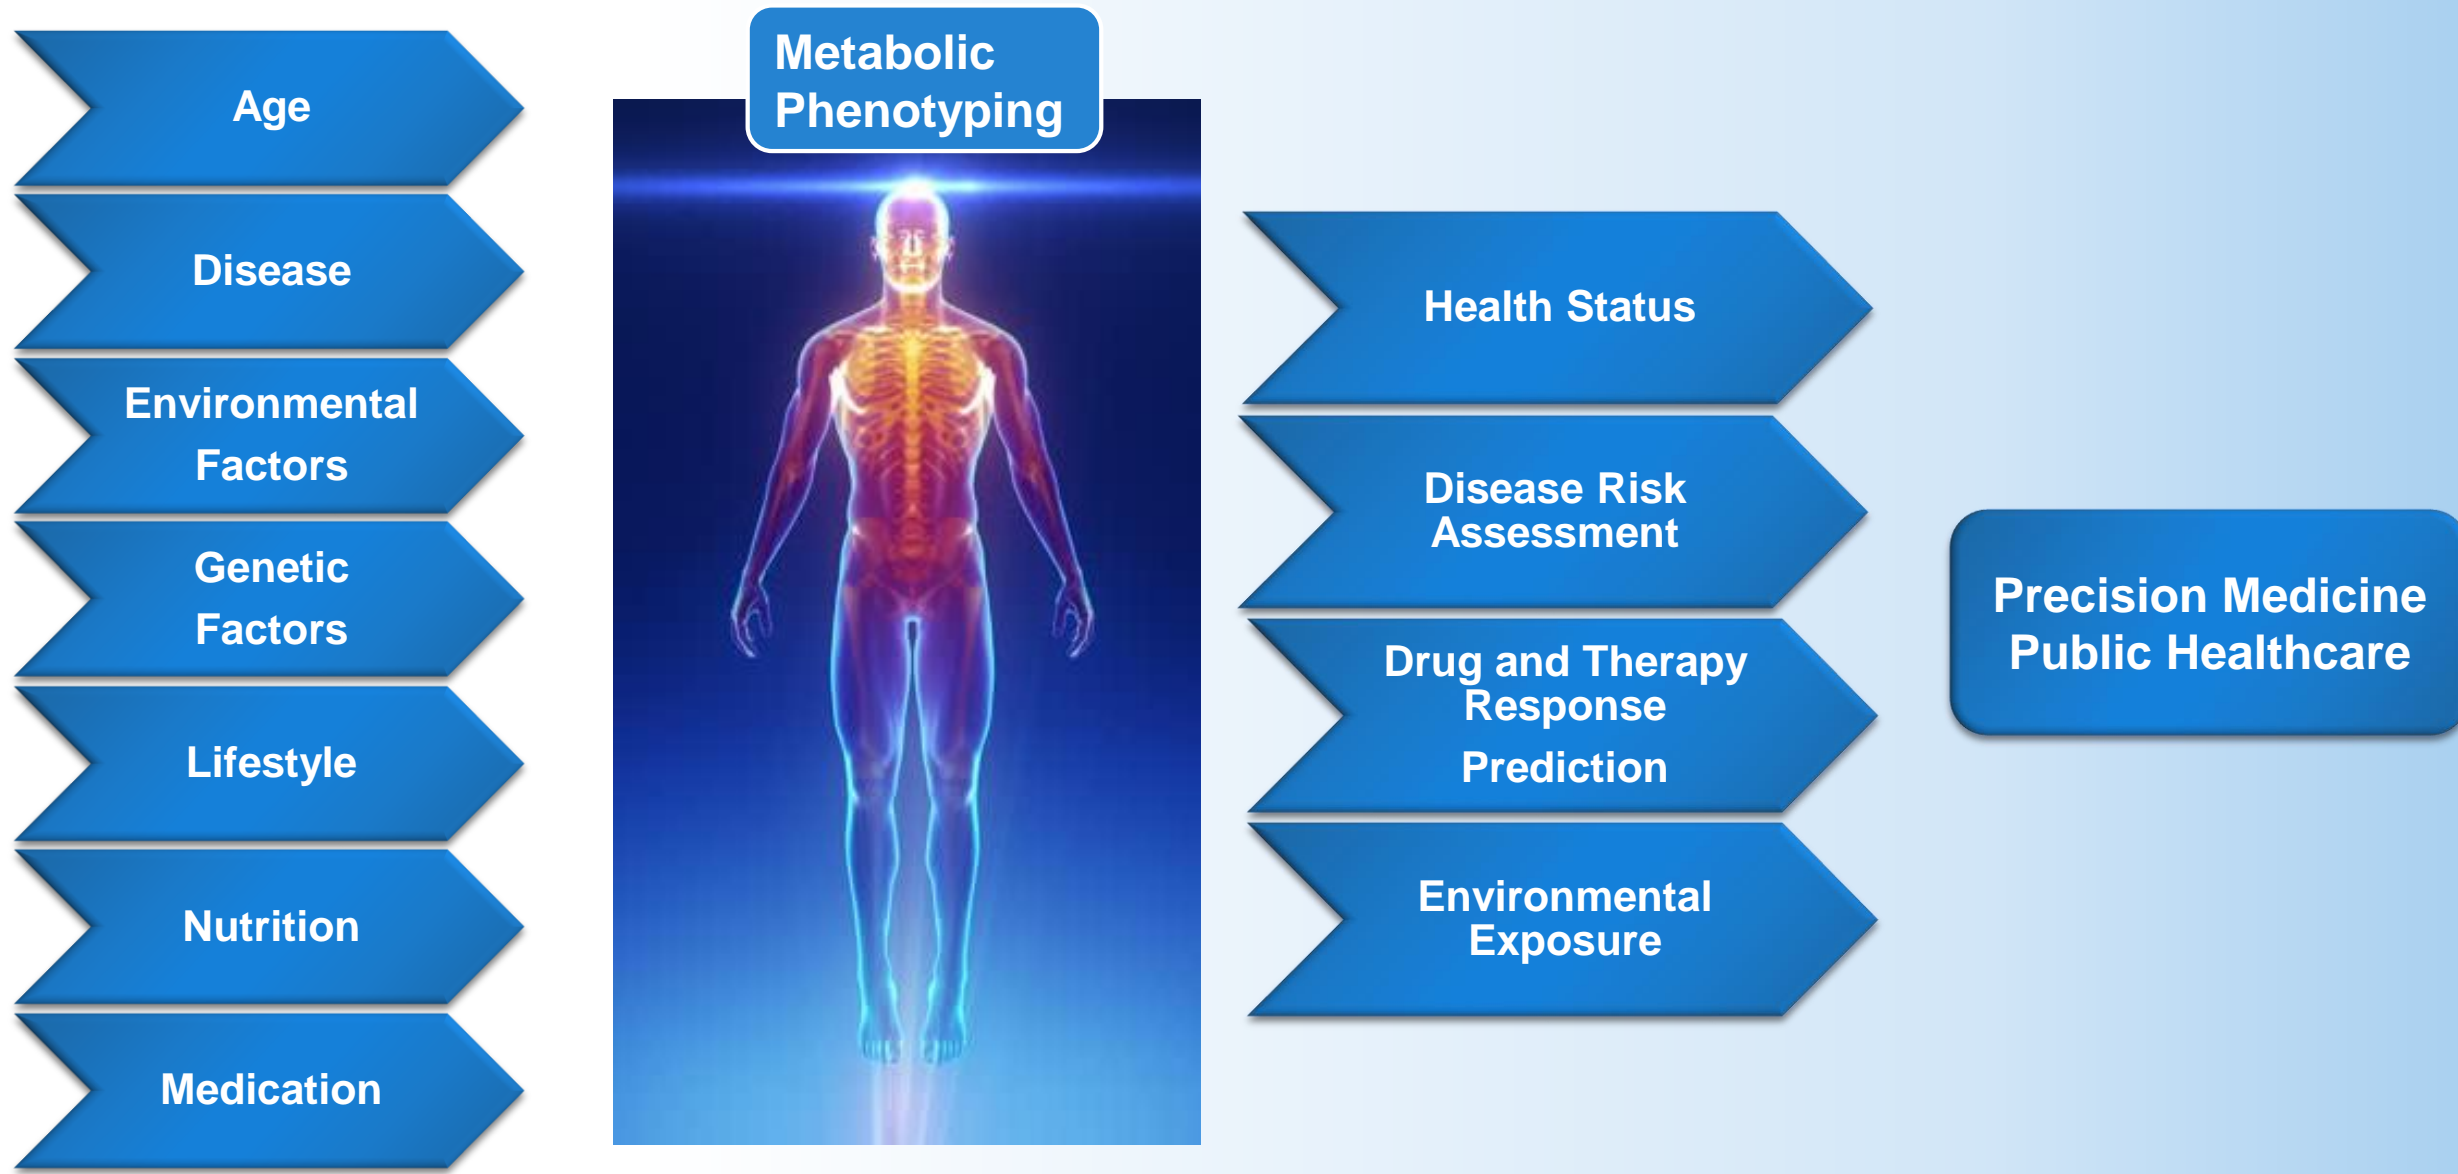 Age
Disease
Environmental
Factors
Genetic
Factors
Lifestyle
Nutrition
Medication
Metabolic
Phenotyping
Health Status
Disease Risk
Assessment
Drug and Therapy
Response
Prediction
Environmental
Exposure
Precision Medicine
Public Healthcare